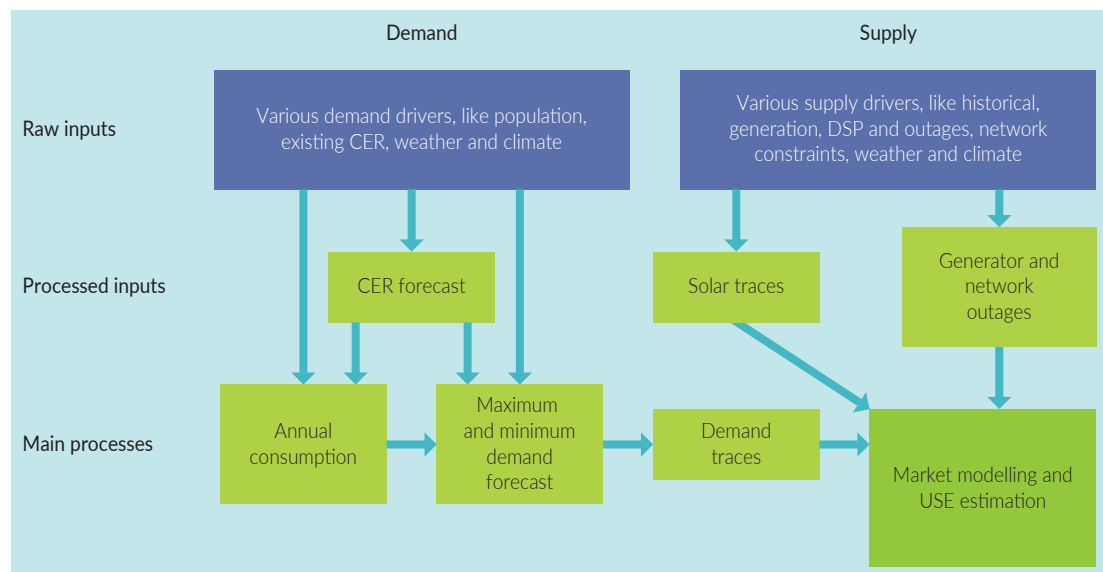 Demand
Supply
Raw inputs
Various demand drivers, like population,
existing CER, weather and climate
Various supply drivers, like historical,
generation, DSP and outages, network
constraints, weather and climate
Processed inputs
CER forecast
Solar traces
Generator and
network
outages
Main processes
Annual
consumption
Maximum
and minimum
demand
forecast
Demand
traces
Market modelling and
USE estimation